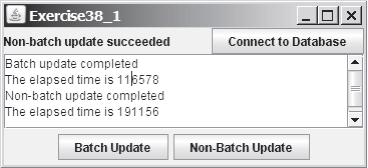 Exercise38_1
Non-batch update succeeded
Connect to Database
Batch update completed
The elapsed time is 116578
Non-batch update completed
The elapsed time is 191156
Batch Update
Non-Batch Update